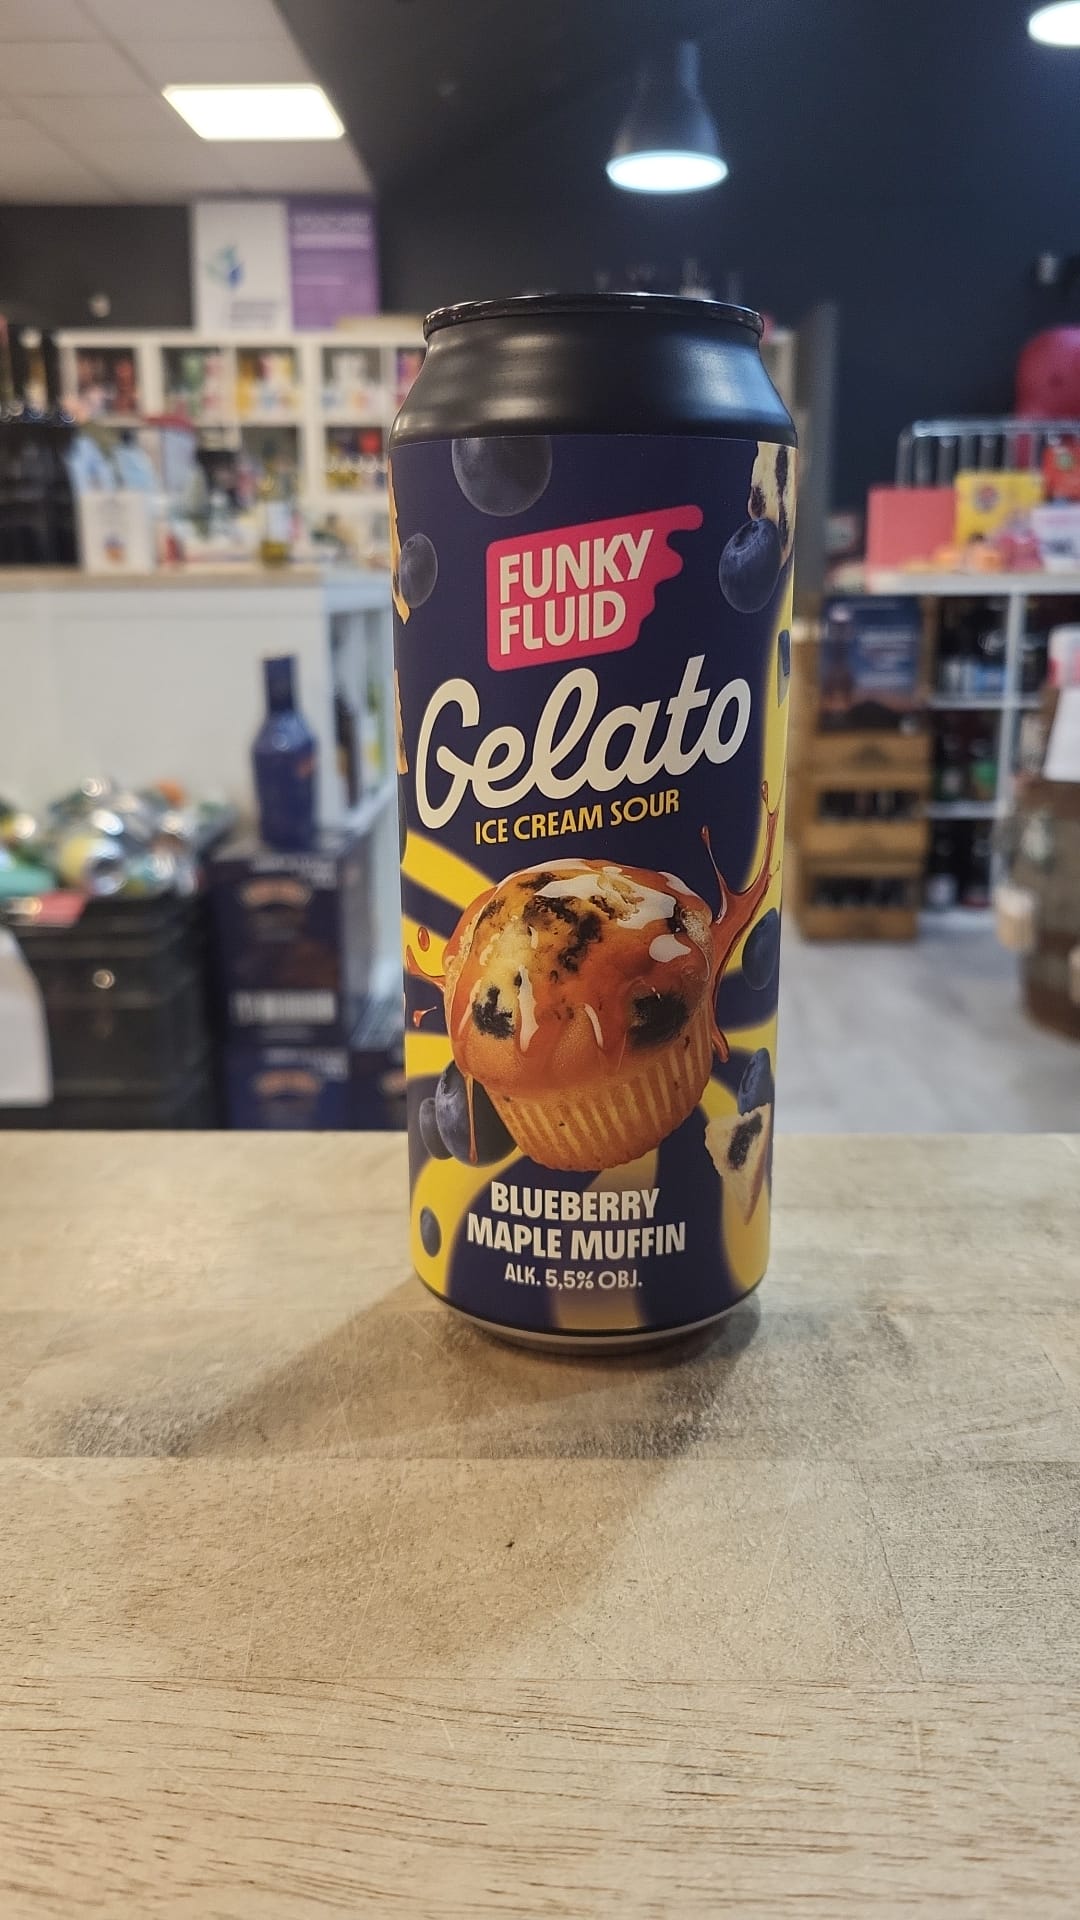 FUNKY
FLUID
Gelato
ICE CREAM SOUR
BLUEBERRY
MAPLE MUFFIN
ALK. 5,5% OBJ.